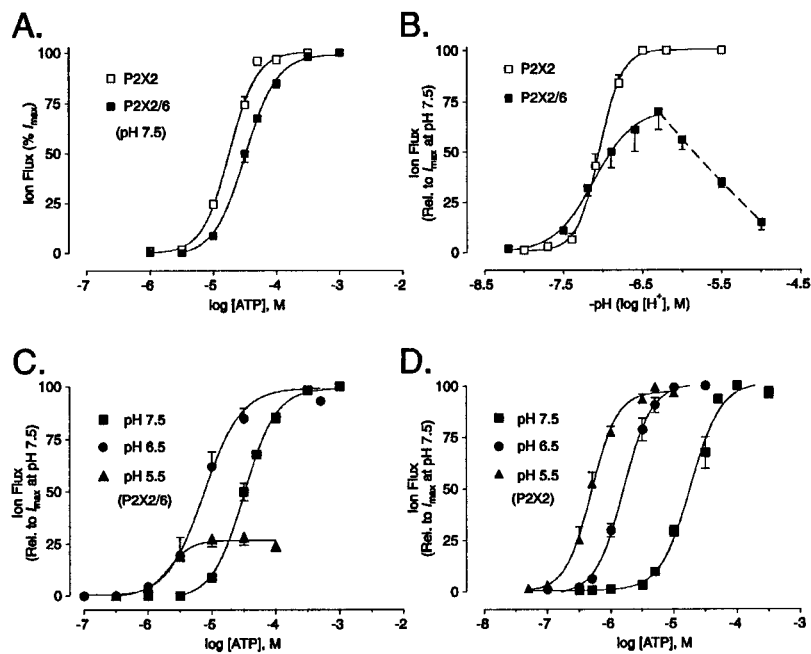 A.
100
75
50
25
0
Ion Flux (% Imax)
P2X2
P2X2/6
(pH 7.5)
-7
-6
-5
-4
-3
-2
log [ATP], M
B.
100
75
50
25
0
Ion Flux
(Rel. to Imax at pH 7.5)
P2X2
P2X2/6
-8.5
-7.5
-6.5
-5.5
-4.5
-pH (log [H+], M)
C.
100
75
50
25
0
Ion Flux
(Rel. to Imax at pH 7.5)
pH 7.5
pH 6.5
pH 5.5
(P2X2/6)
-7
-6
-5
-4
-3
-2
log [ATP], M
D.
100
75
50
25
0
Ion Flux
(Rel. to Imax at pH 7.5)
pH 7.5
pH 6.5
pH 5.5
(P2X2)
-8
-7
-6
-5
-4
-3
log [ATP], M